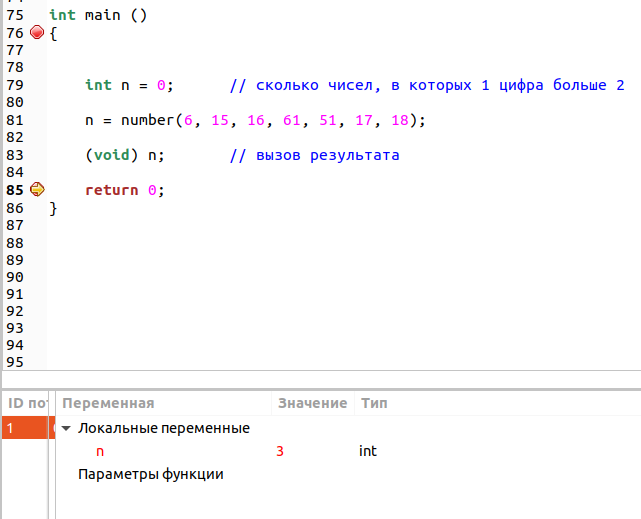 75 int main ()
76 {
77
78
79 int n = 0; // сколько чисел, в которых 1 цифра больше 2
80
81 n = number(6, 15, 16, 61, 51, 17, 18);
82
83 (void) n; // вызов результата
84
85 return 0;
86 }
87
88
89
90
91
92
93
94
95
ID по Переменная Значение Тип
1 Локальные переменные
n 3 int
Параметры функции